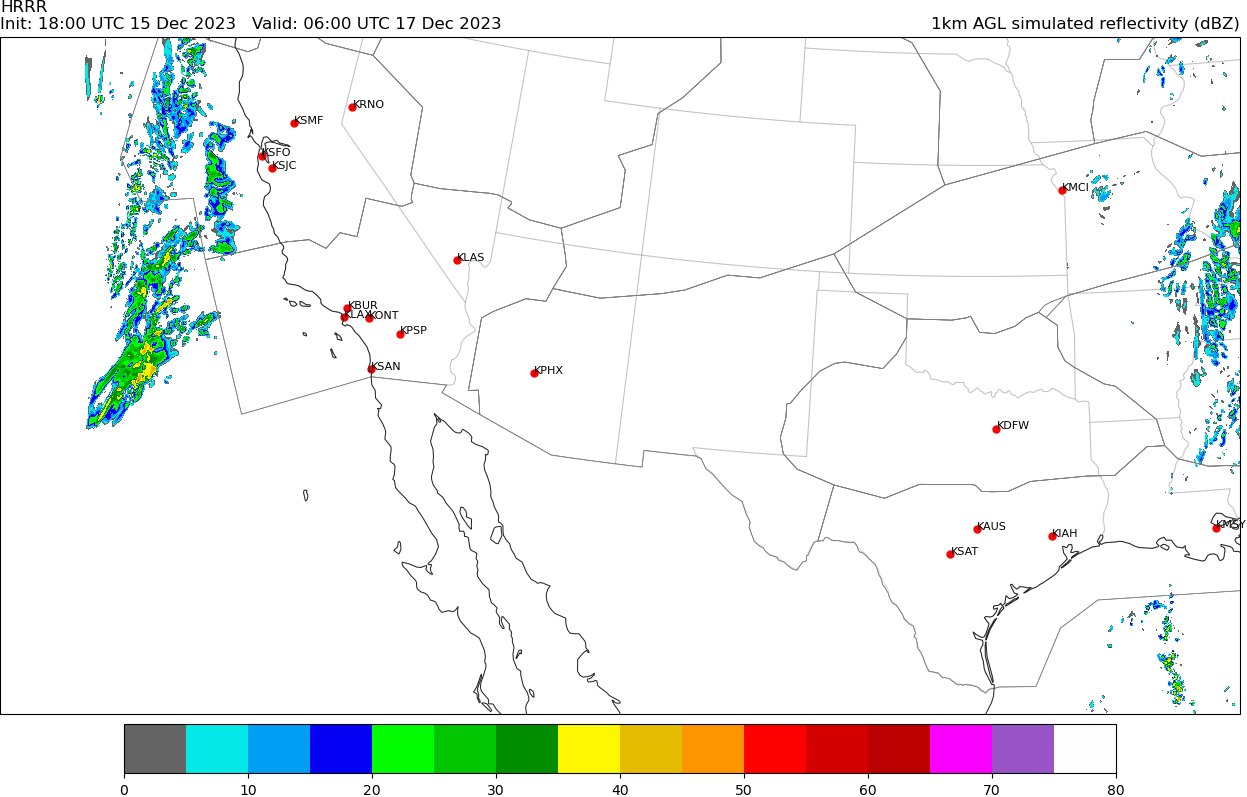 HRRR
Init: 18:00 UTC 15 Dec 2023   Valid: 06:00 UTC 17 Dec 2023
1km AGL simulated reflectivity (dBZ)
KRNO
KSMF
KSFO
KSJC
KMCI
KLAS
KBUR
KLAX
KONT
KPSP
KSAN
KPHX
KDFW
KAUS
KIAH
KSAT
KMSY
0 10 20 30 40 50 60 70 80